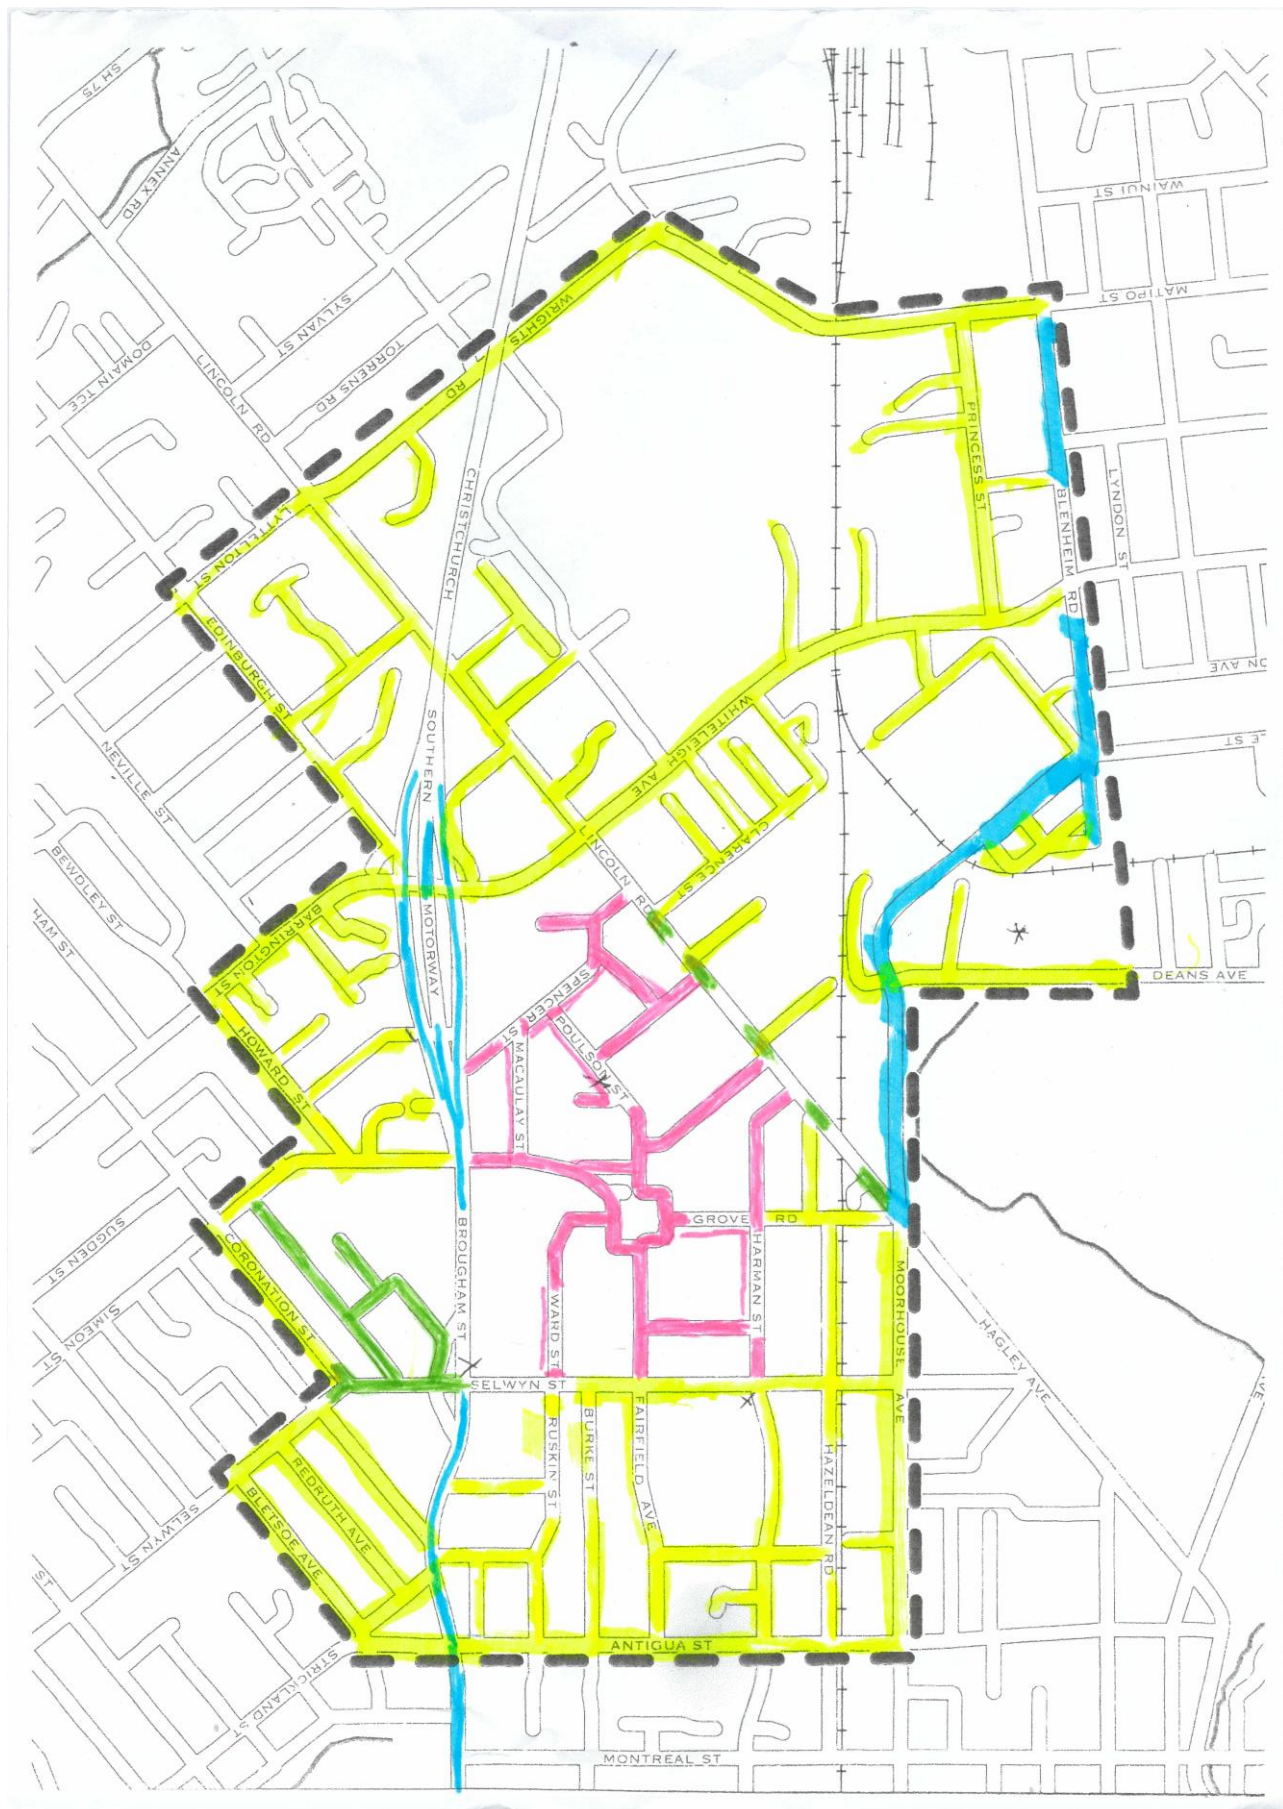 SH 75
ANNEX RD
WAINUI ST
MATIPO ST
SYLVAN ST
TORRENS RD
WRIGHTS
RD
DOMAIN TCE
LINCOLN RD
PRINCESS ST
CHRISTCHURCH
LYNDON ST
BLENHEIM RD
LYTTELTON ST
EDINBURGH ST
SOUTHERN
WHITELEIGH AVE
ON AVE
E ST
NEVILLE ST
BEWDLEY ST
LINCOLN RD
CLARENCE ST
HAM ST
BARRINGTON ST
MOTORWAY
DEANS AVE
SPENCER ST
POULSON ST
MACAULAY ST
HOWARD ST
SUGDEN ST
CORONATION ST
BROUGHAM ST
GROVE RD
HARMAN ST
WARD ST
MOORHOUSE AVE
HAGLEY AVE
SIMEON ST
SELWYN ST
RUSKIN ST
BURKE ST
FAIRFIELD AVE
HAZELDEAN RD
REDRUTH AVE
BLETSOE AVE
SELWYN ST
ST
AVE
ANTIGUA ST
STRICKLAND ST
MONTREAL ST